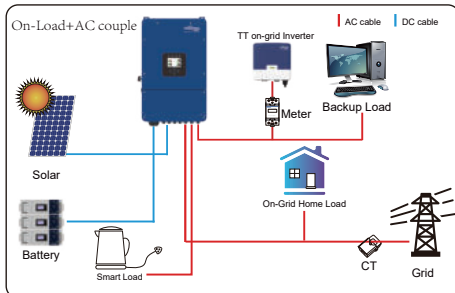 On-Load+AC couple
TT on-grid Inverter
AC cable
DC cable
Meter
Backup Load
Solar
On-Grid Home Load
Battery
Smart Load
CT
Grid